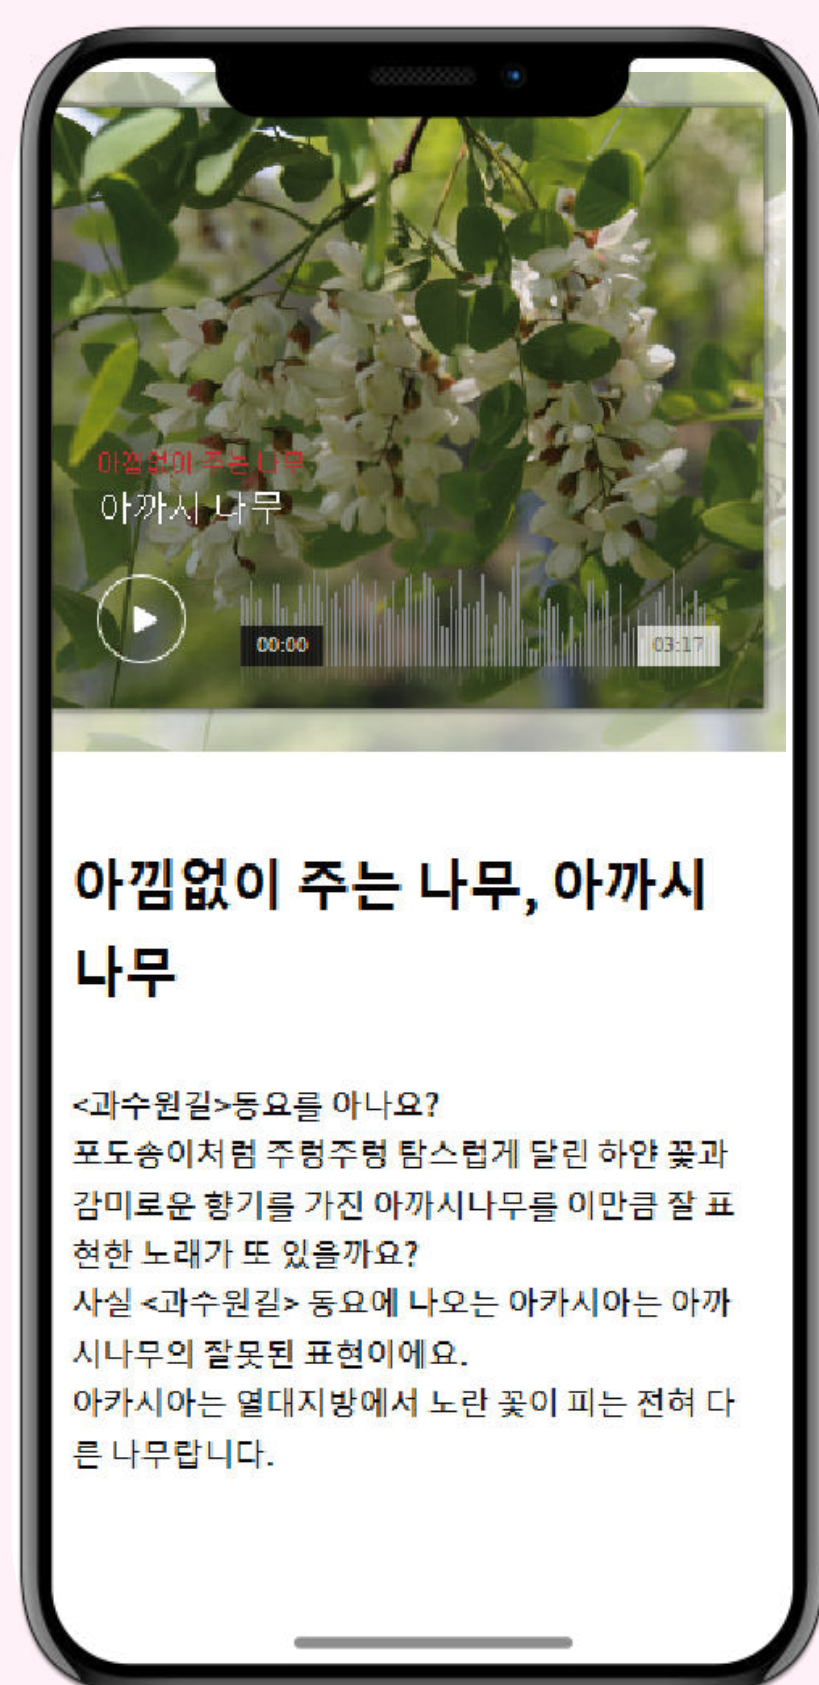 아낌없이 주는 나무
아까시 나무
00:00
03:17
아낌없이 주는 나무, 아까시
나무
<과수원길>동요를 아나요?
포도송이처럼 주렁주렁 탐스럽게 달린 하얀 꽃과
감미로운 향기를 가진 아까시나무를 이만큼 잘 표
현한 노래가 또 있을까요?
사실 <과수원길> 동요에 나오는 아카시아는 아까
시나무의 잘못된 표현이에요.
아카시아는 열대지방에서 노란 꽃이 피는 전혀 다
른 나무랍니다.